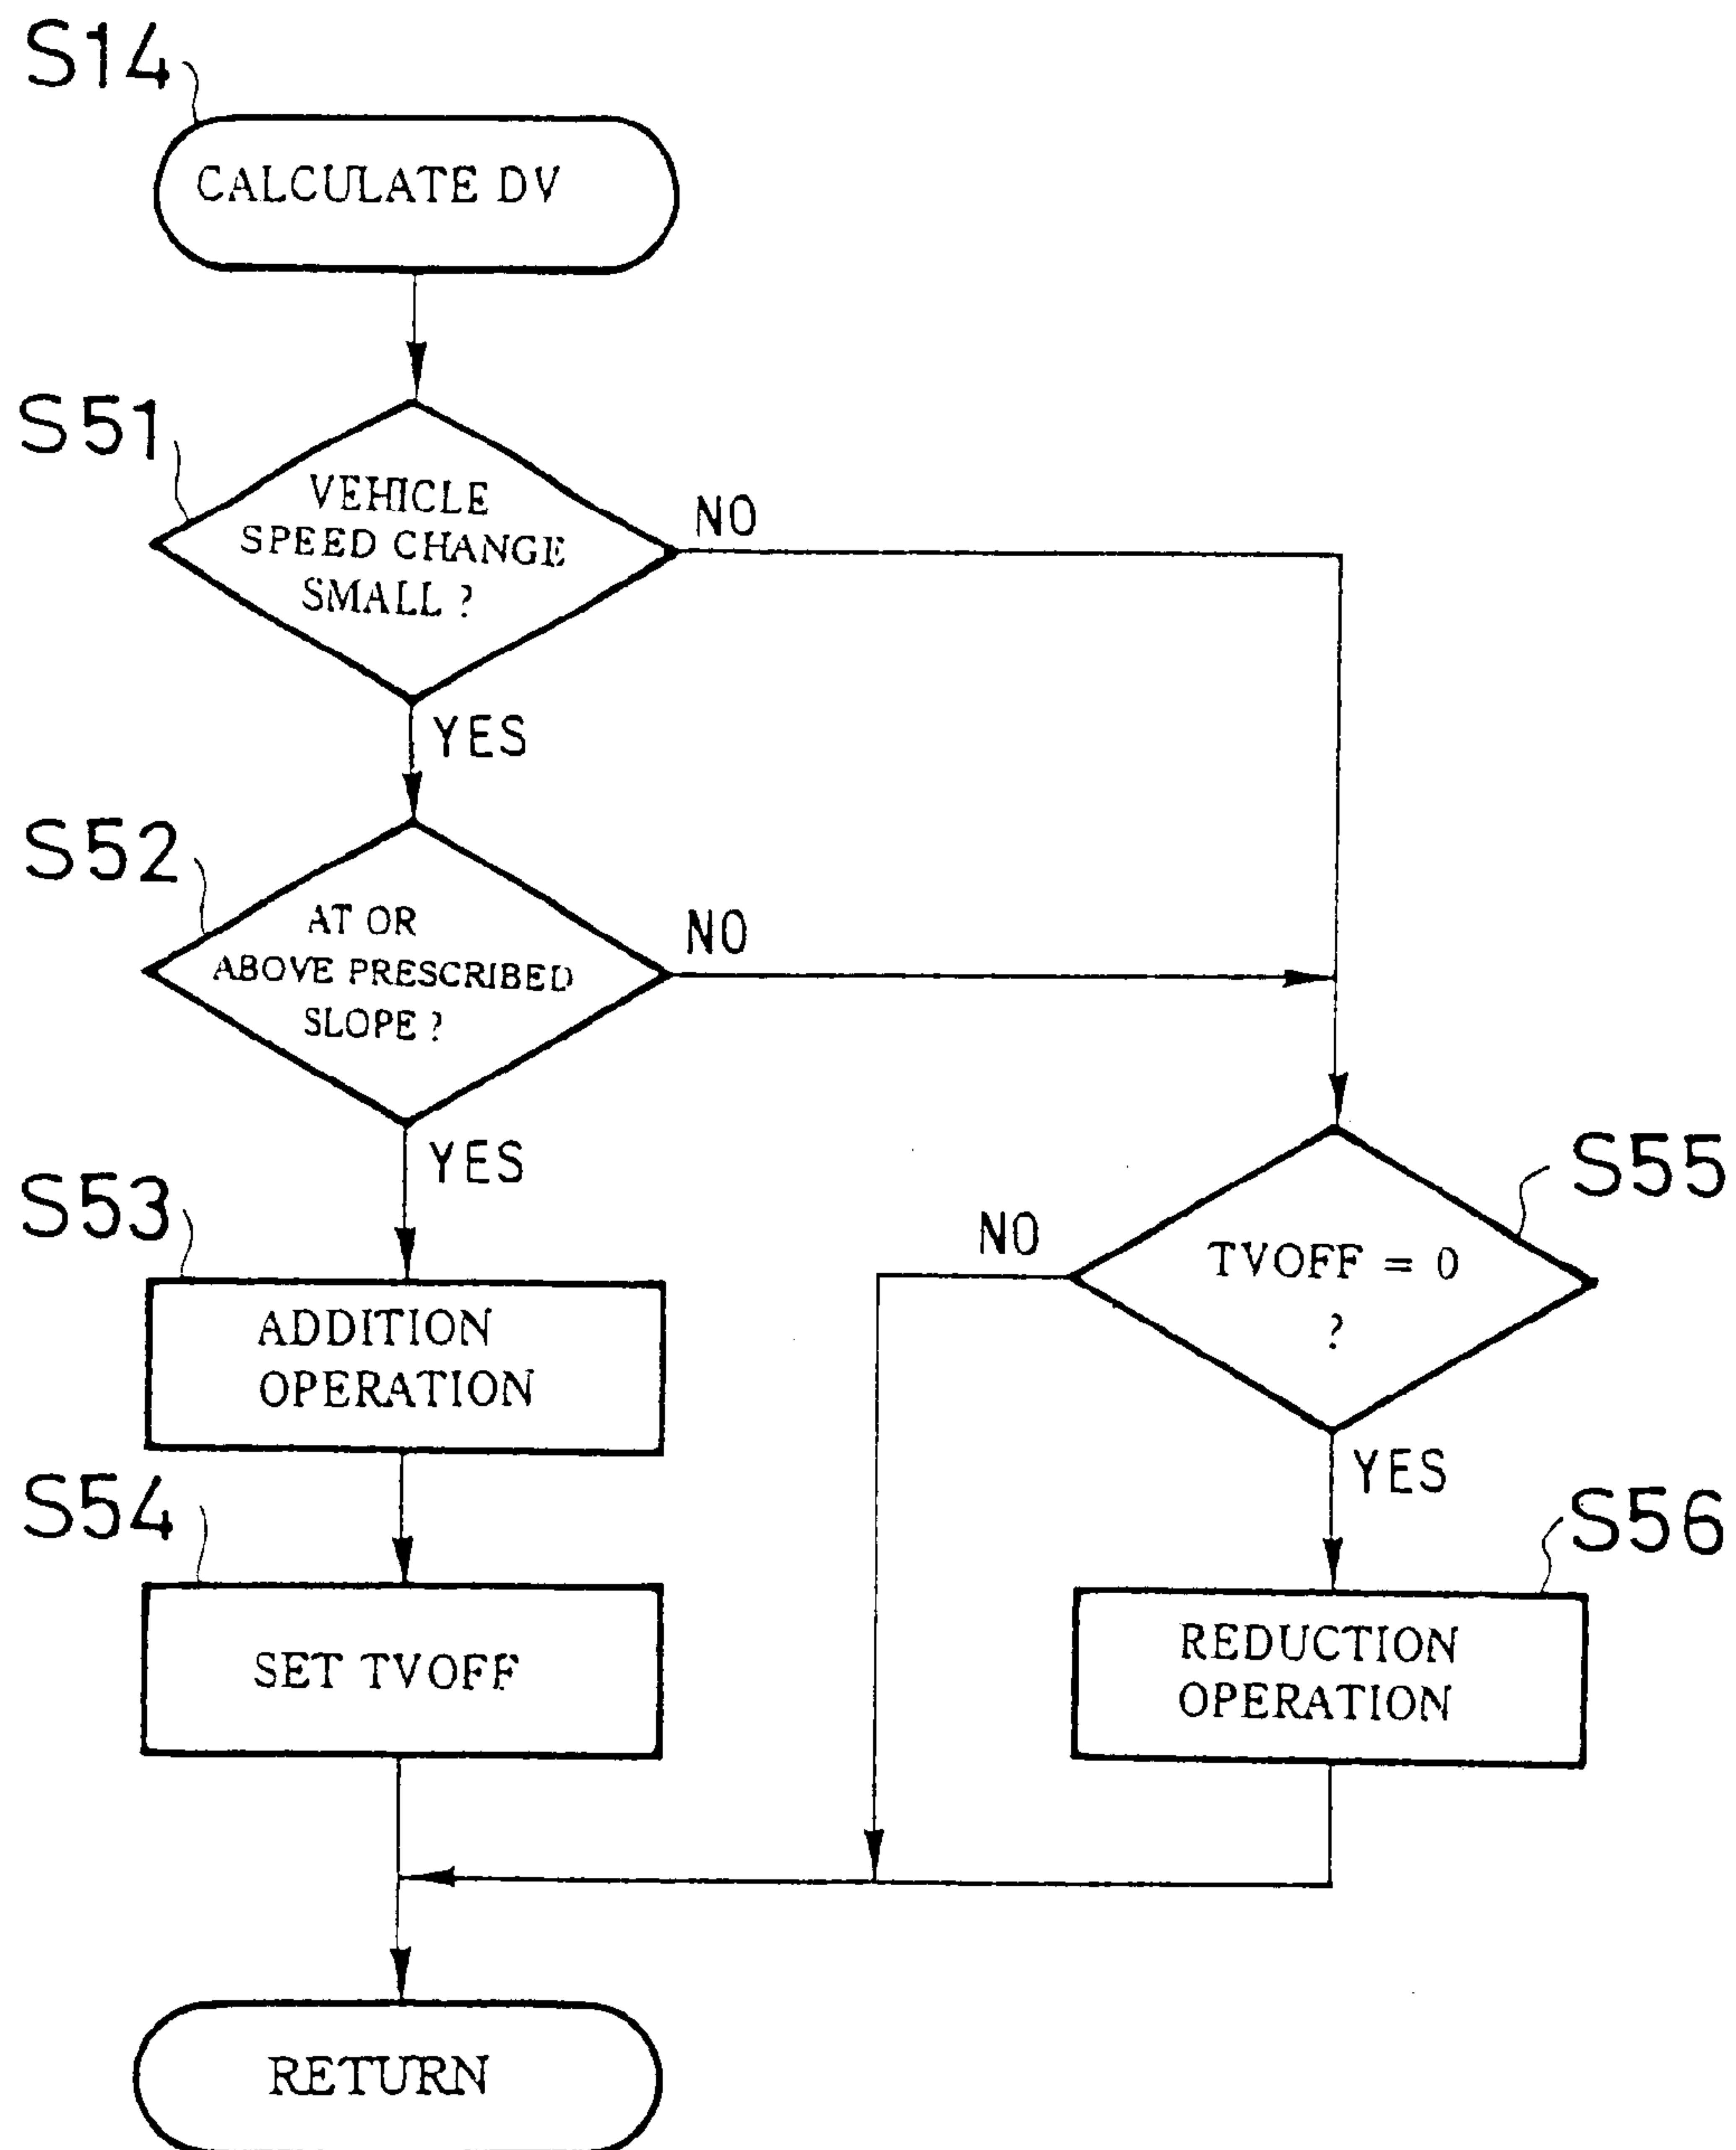 S14
CALCULATE DV
S51
VEHICLE
SPEED CHANGE
SMALL ?
NO
YES
S52
AT OR
ABOVE PRESCRIBED
SLOPE ?
NO
YES
S53
ADDITION
OPERATION
S54
SET TVOFF
S55
TVOFF = 0
?
NO
YES
S56
REDUCTION
OPERATION
RETURN